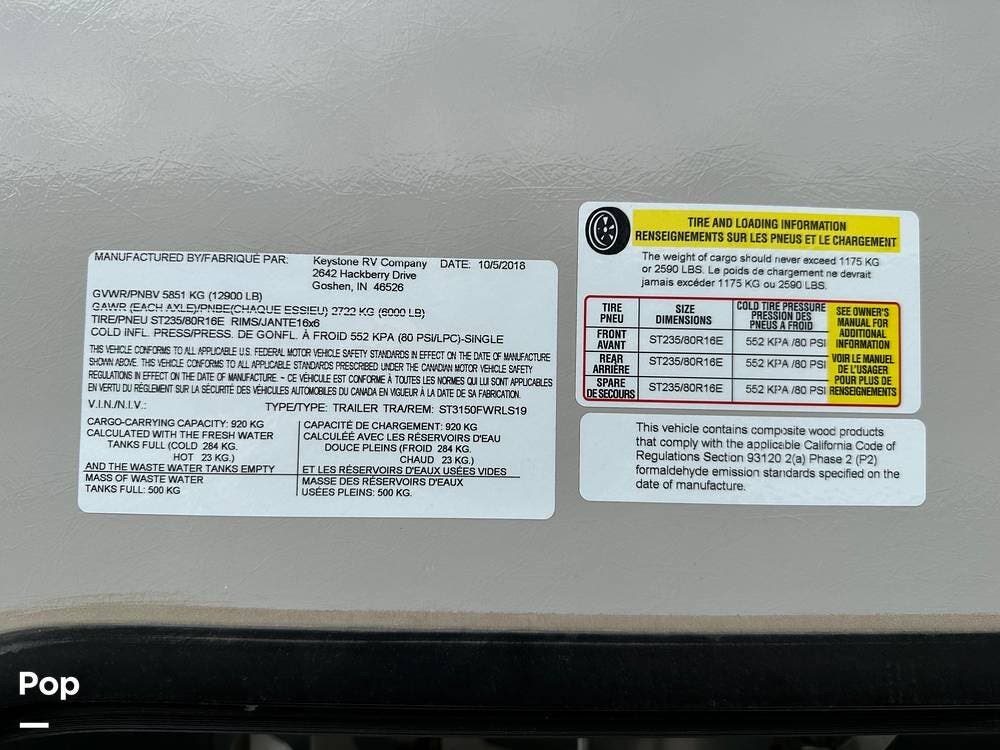 MANUFACTURED BY/FABRIQUÉ PAR: Keystone RV Company DATE: 10/5/2018
2642 Hackberry Drive
Goshen, IN 46526
GVWR/PNBV 5851 KG (12900 LB)
GAWR (EACH AXLE)/PNBE(CHAQUE ESSIEU) 2722 KG (6000 LB)
TIRE/PNEU ST235/80R16E RIMS/JANTE16x6
COLD INFL. PRESS/PRESS. DE GONFL. À FROID 552 KPA (80 PSI/LPC)-SINGLE
THIS VEHICLE CONFORMS TO ALL APPLICABLE U.S. FEDERAL MOTOR VEHICLE SAFETY STANDARDS IN EFFECT ON THE DATE OF MANUFACTURE
SHOWN ABOVE. THIS VEHICLE CONFORMS TO ALL APPLICABLE STANDARDS PRESCRIBED UNDER THE CANADIAN MOTOR VEHICLE SAFETY
REGULATIONS IN EFFECT ON THE DATE OF MANUFACTURE. ~ CE VÉHICULE EST CONFORME À TOUTES LES NORMES QUI LUI SONT APPLICABLES
EN VERTU DU RÈGLEMENT SUR LA SÉCURITÉ DES VÉHICULES AUTOMOBILES DU CANADA EN VIGUEUR À LA DATE DE SA FABRICATION.
V.I.N./N.I.V.: TYPE/TYPE: TRAILER TRA/REM: ST3150FWRLS19
CARGO-CARRYING CAPACITY: 920 KG
CALCULATED WITH THE FRESH WATER
TANKS FULL (COLD 284 KG.
HOT 23 KG.)
AND THE WASTE WATER TANKS EMPTY
MASS OF WASTE WATER
TANKS FULL: 500 KG
CAPACITÉ DE CHARGEMENT: 920 KG
CALCULÉE AVEC LES RÉSERVOIRS D'EAU
DOUCE PLEINS (FROID 284 KG.
CHAUD 23 KG.)
ET LES RÉSERVOIRS D'EAUX USÉES VIDES
MASSE DES RÉSERVOIRS D'EAUX
USÉES PLEINS: 500 KG.
TIRE AND LOADING INFORMATION
RENSEIGNEMENTS SUR LES PNEUS ET LE CHARGEMENT
The weight of cargo should never exceed 1175 KG
or 2590 LBS. Le poids de chargement ne devrait
jamais excéder 1175 KG ou 2590 LBS.
TIRE
PNEU
SIZE
DIMENSIONS
COLD TIRE PRESSURE
PRESSION DES
PNEUS A FROID
FRONT
AVANT
ST235/80R16E 552 KPA /80 PSI
REAR
ARRIÈRE
ST235/80R16E 552 KPA /80 PSI
SPARE
DE SECOURS
ST235/80R16E 552 KPA /80 PSI
SEE OWNER'S
MANUAL FOR
ADDITIONAL
INFORMATION
VOIR LE MANUEL
DE L'USAGER
POUR PLUS DE
RENSEIGNEMENTS
This vehicle contains composite wood products
that comply with the applicable California Code of
Regulations Section 93120 2(a) Phase 2 (P2)
formaldehyde emission standards specified on the
date of manufacture.
Pop